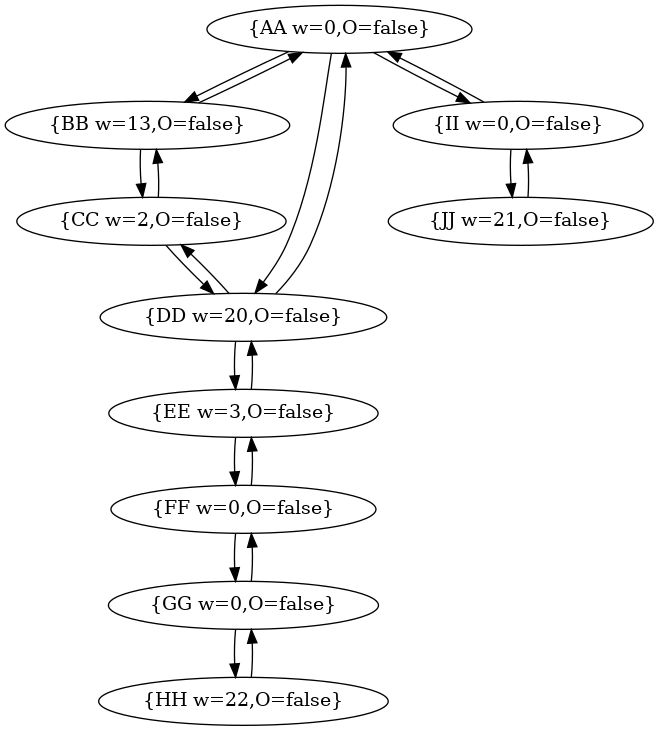 {AA w=0,O=false}
{BB w=13,O=false}
{II w=0,O=false}
{CC w=2,O=false}
{JJ w=21,O=false}
{DD w=20,O=false}
{EE w=3,O=false}
{FF w=0,O=false}
{GG w=0,O=false}
{HH w=22,O=false}